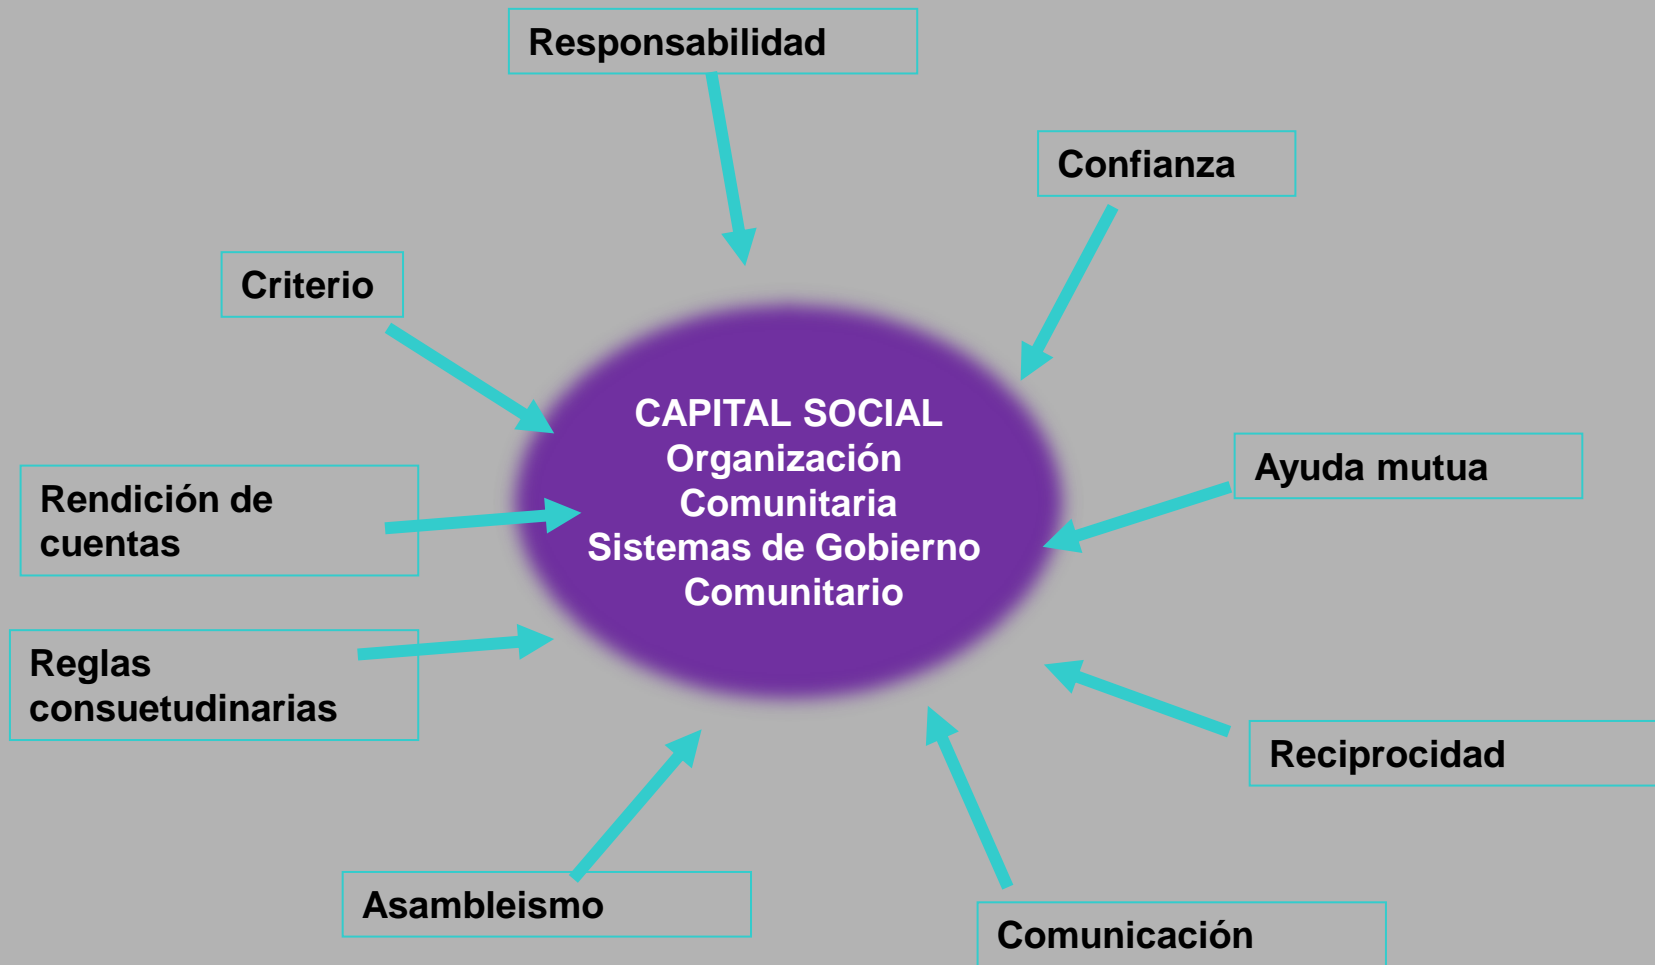 Responsabilidad
Confianza
Criterio
CAPITAL SOCIAL
Organización
Comunitaria
Sistemas de Gobierno
Comunitario
Ayuda mutua
Rendición de
cuentas
Reglas
consuetudinarias
Reciprocidad
Asambleismo
Comunicación